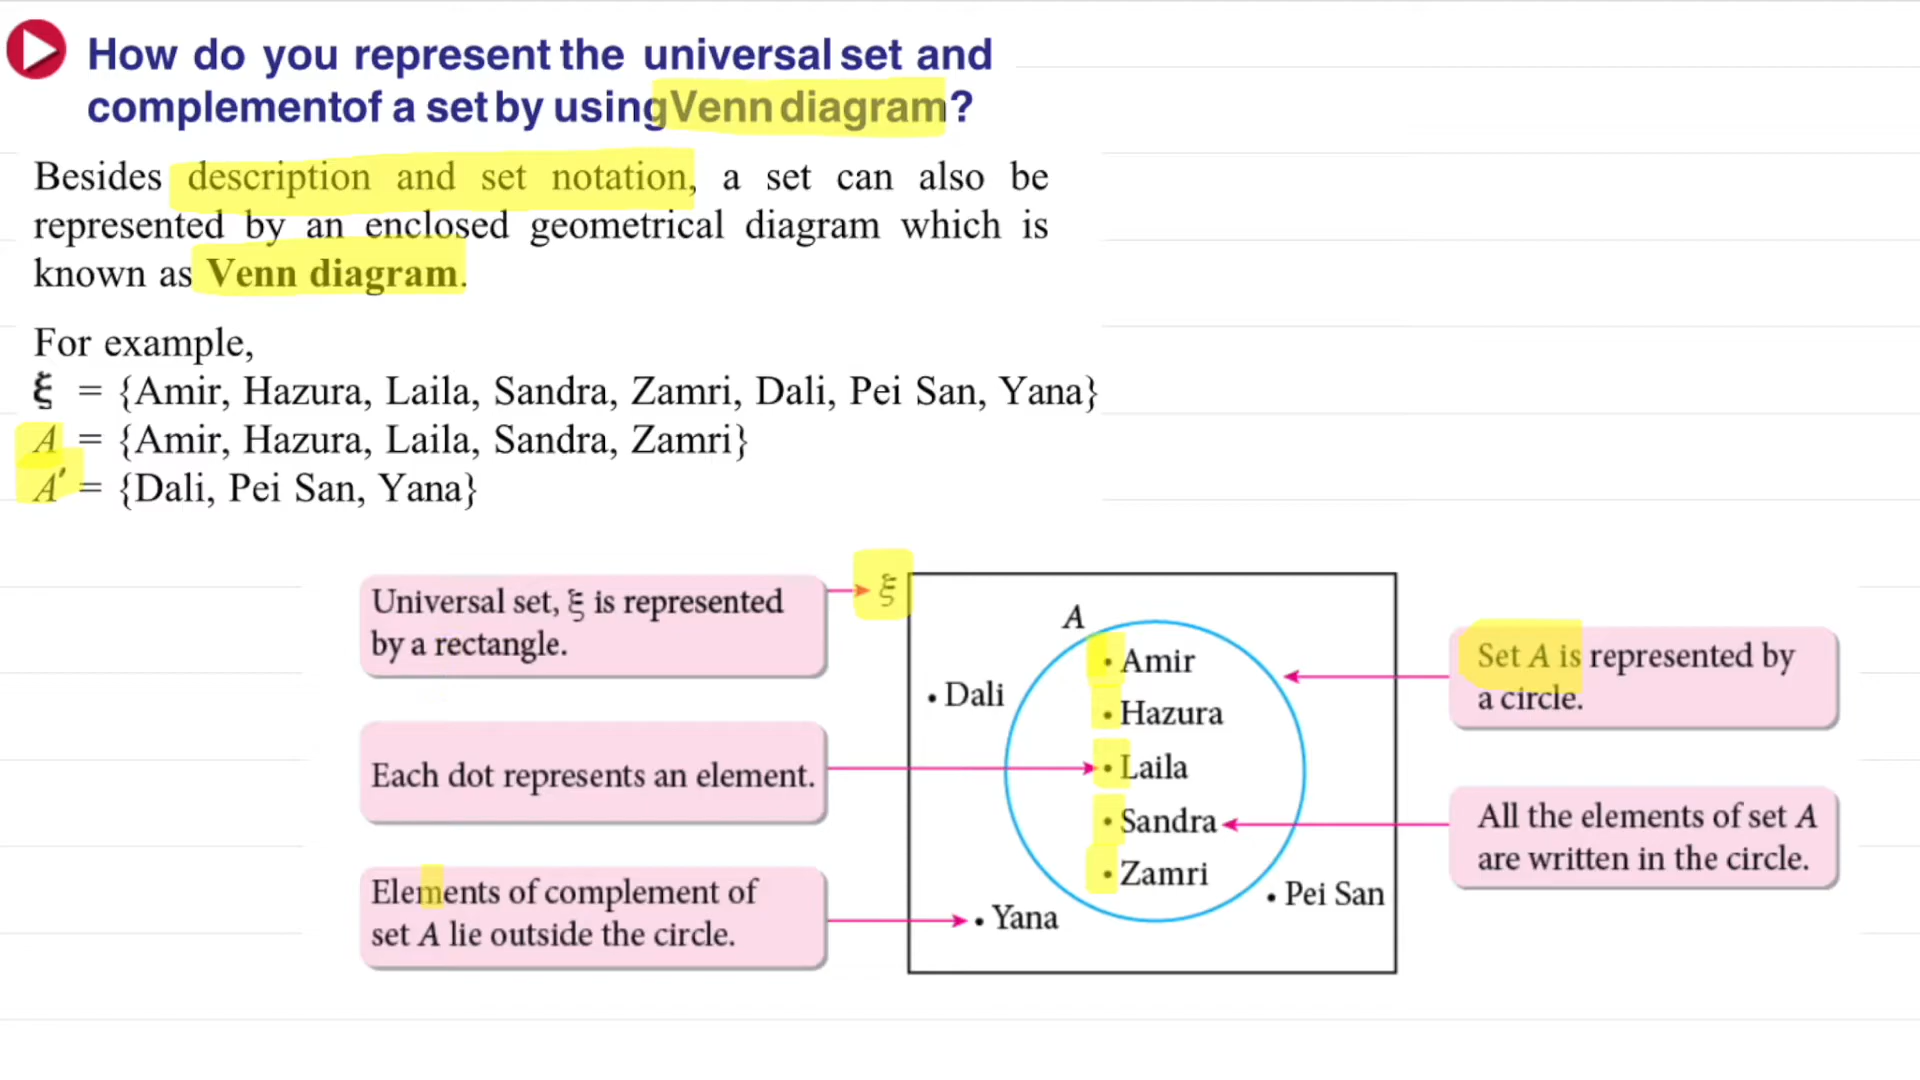 How do you represent the universal set and
complementof a set by using Venn diagram?
Besides description and set notation, a set can also be
represented by an enclosed geometrical diagram which is
known as Venn diagram.
For example,
ξ = {Amir, Hazura, Laila, Sandra, Zamri, Dali, Pei San, Yana}
A = {Amir, Hazura, Laila, Sandra, Zamri}
A′ = {Dali, Pei San, Yana}
Universal set, ξ is represented
by a rectangle.
Each dot represents an element.
Elements of complement of
set A lie outside the circle.
ξ
A
• Amir
• Dali
• Hazura
• Laila
• Sandra
• Zamri
• Pei San
• Yana
Set A is represented by
a circle.
All the elements of set A
are written in the circle.